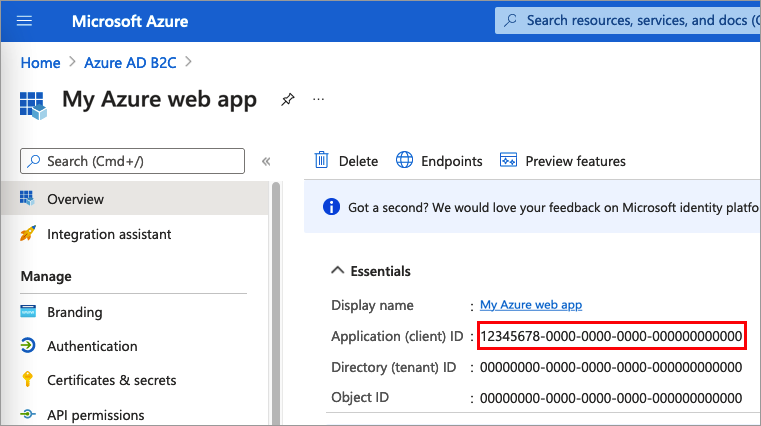 Microsoft Azure
Search resources, services, and docs (
Home > Azure AD B2C >
My Azure web app ...
Search (Cmd+/) «
Delete Endpoints Preview features
Overview
Got a second? We would love your feedback on Microsoft identity platfo
Integration assistant
Manage
Essentials
Branding
Display name : My Azure web app
Application (client) ID : 12345678-0000-0000-0000-000000000000
Authentication
Directory (tenant) ID : 00000000-0000-0000-0000-000000000000
Certificates & secrets
Object ID : 00000000-0000-0000-0000-000000000000
API permissions